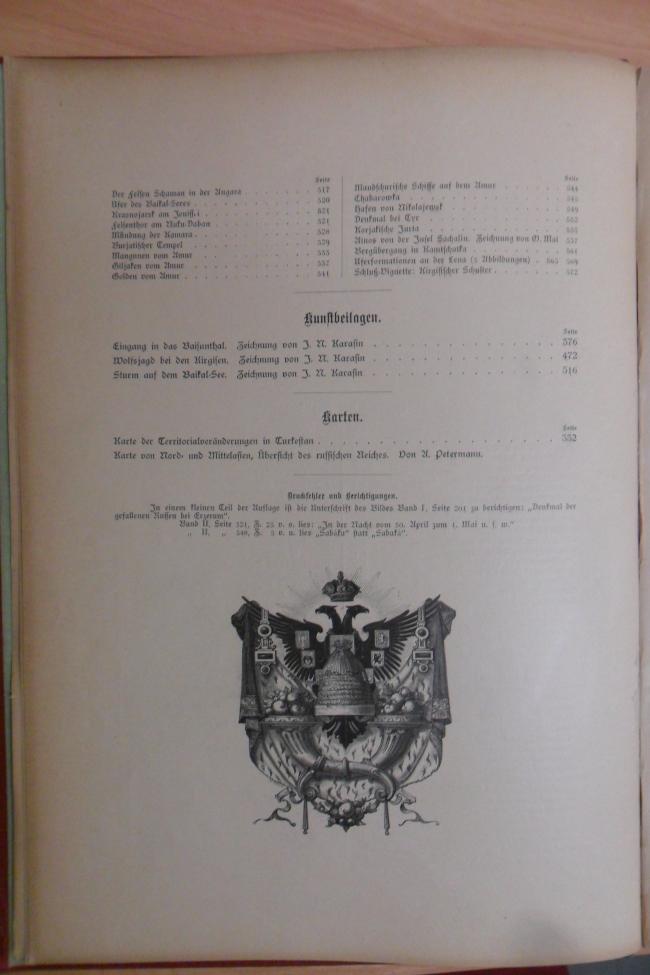 Seite
Der Felsen Schaman in der Angara 517
Ufer des Baikal-Sees 520
Krasnojarsk am Jenissei 521
Felsenthor am Nuku-Daban 521
Mündung der Kamara 528
Burjatischer Tempel 529
Mangunen vom Amur 535
Giljaken vom Amur 537
Golden vom Amur 541
Seite
Mandschurische Schiffe auf dem Amur 544
Chabarowka 545
Hafen von Nikolajewsk 549
Denkmal bei Tyr 552
Korjakische Jurta 555
Ainos von der Insel Sachalin. Zeichnung von O. Mai 557
Bergübergang in Kamtschatka 561
Uferformationen an der Lena (2 Abbildungen) 565 569
Schluß-Vignette: Kirgisischer Schuster 572
Kunstbeilagen.
Seite
Eingang in das Baisunthal. Zeichnung von J. N. Karasin 376
Wolfsjagd bei den Kirgisen. Zeichnung von J. N. Karasin 472
Sturm auf dem Baikal-See. Zeichnung von J. N. Karasin 516
Karten.
Seite
Karte der Territorialveränderungen in Turkestan 352
Karte von Nord- und Mittelasien, Übersicht des russischen Reiches. Von A. Petermann.
Druckfehler und Berichtigungen.
In einem kleinen Teil der Auflage ist die Unterschrift des Bildes Band I, Seite 201 zu berichtigen: „Denkmal der
gefallenen Russen bei Erzerum“.
Band II, Seite 321, Z. 25 v. o. lies: „In der Nacht vom 30. April zum 1. Mai u. s. w.“
„ II, „ 340, Z. 3 v. u. lies „Sabâku“ statt „Sabakâ“.